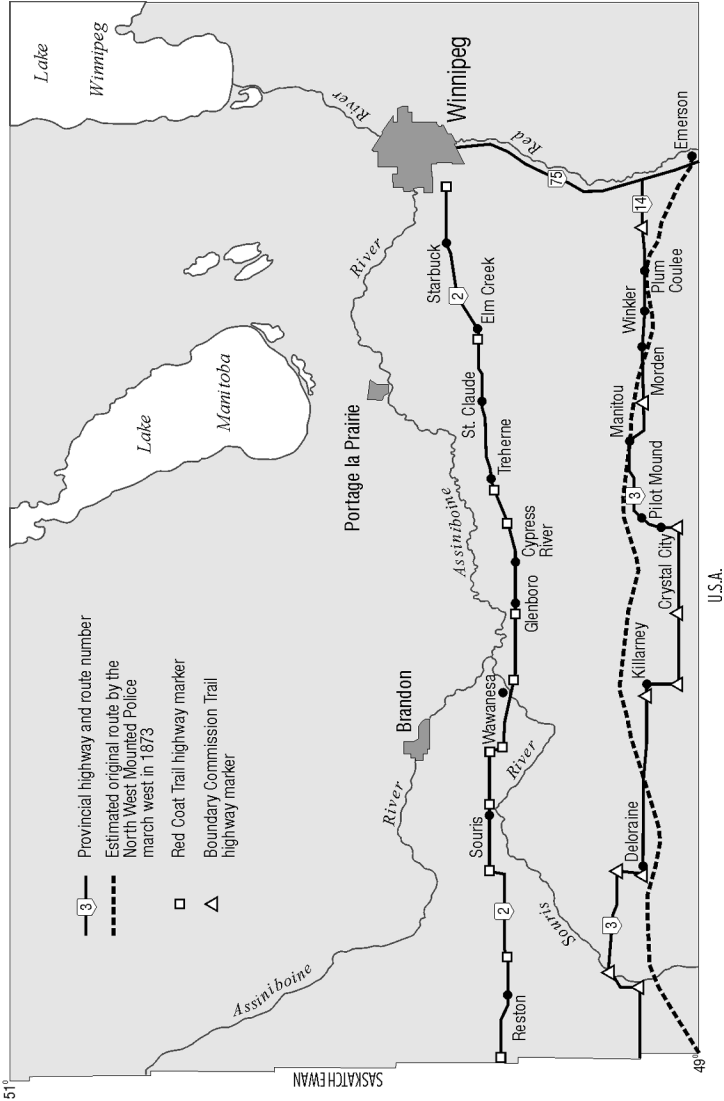 51°
49°
SASKATCHEWAN
U.S.A.
3
Provincial highway and route number
Estimated original route by the
North West Mounted Police
march west in 1873
Red Coat Trail highway marker
Boundary Commission Trail
highway marker
Lake
Winnipeg
Lake
Manitoba
River
Winnipeg
Red
River
Portage la Prairie
Assiniboine
Brandon
River
Assiniboine
75
Emerson
Starbuck
2
Elm Creek
St. Claude
Treherne
Cypress
River
Glenboro
Wawanesa
River
Souris
Souris
2
Reston
14
Plum
Coulee
Winkler
Morden
Manitou
3
Pilot Mound
Crystal City
Killarney
Deloraine
3